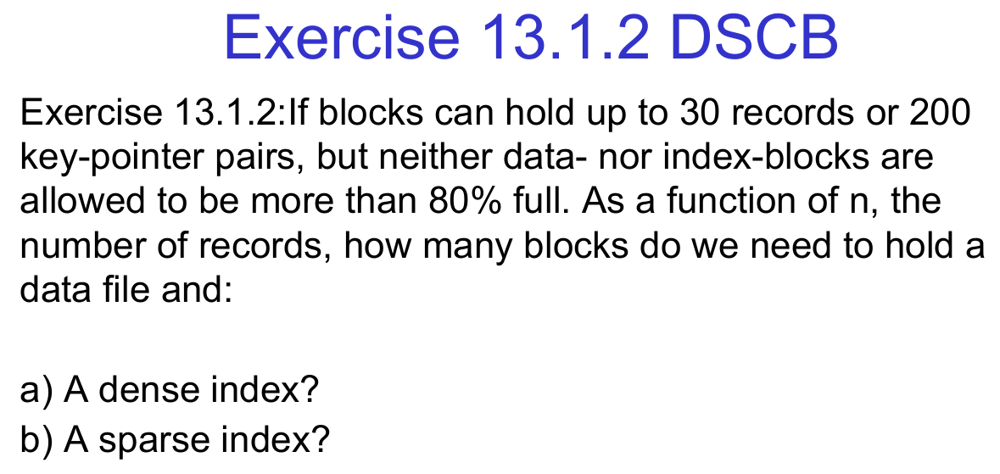 Exercise 13.1.2 DSCB
Exercise 13.1.2:If blocks can hold up to 30 records or 200
key-pointer pairs, but neither data- nor index-blocks are
allowed to be more than 80% full. As a function of n, the
number of records, how many blocks do we need to hold a
data file and:
a) A dense index?
b) A sparse index?